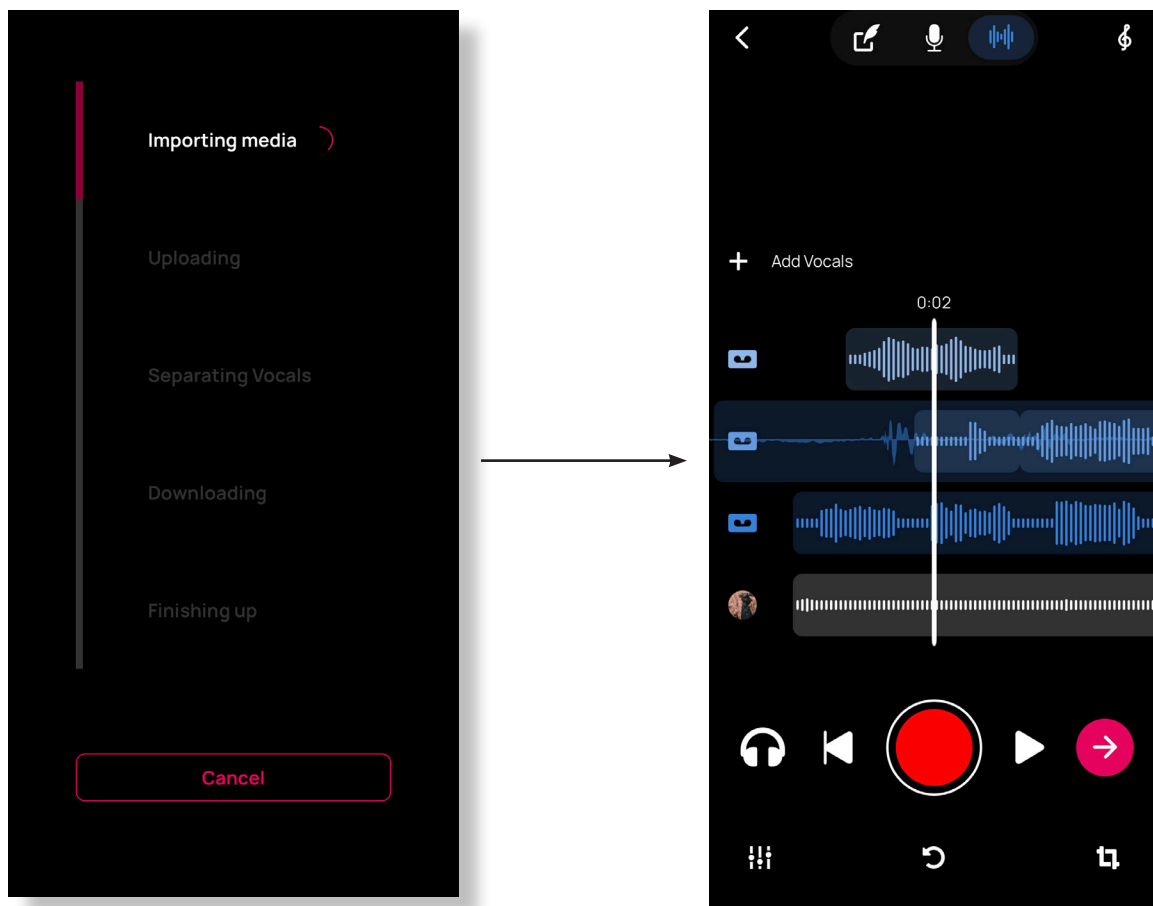 Importing media
Uploading
Separating Vocals
Downloading
Finishing up
Cancel
Add Vocals
0:02